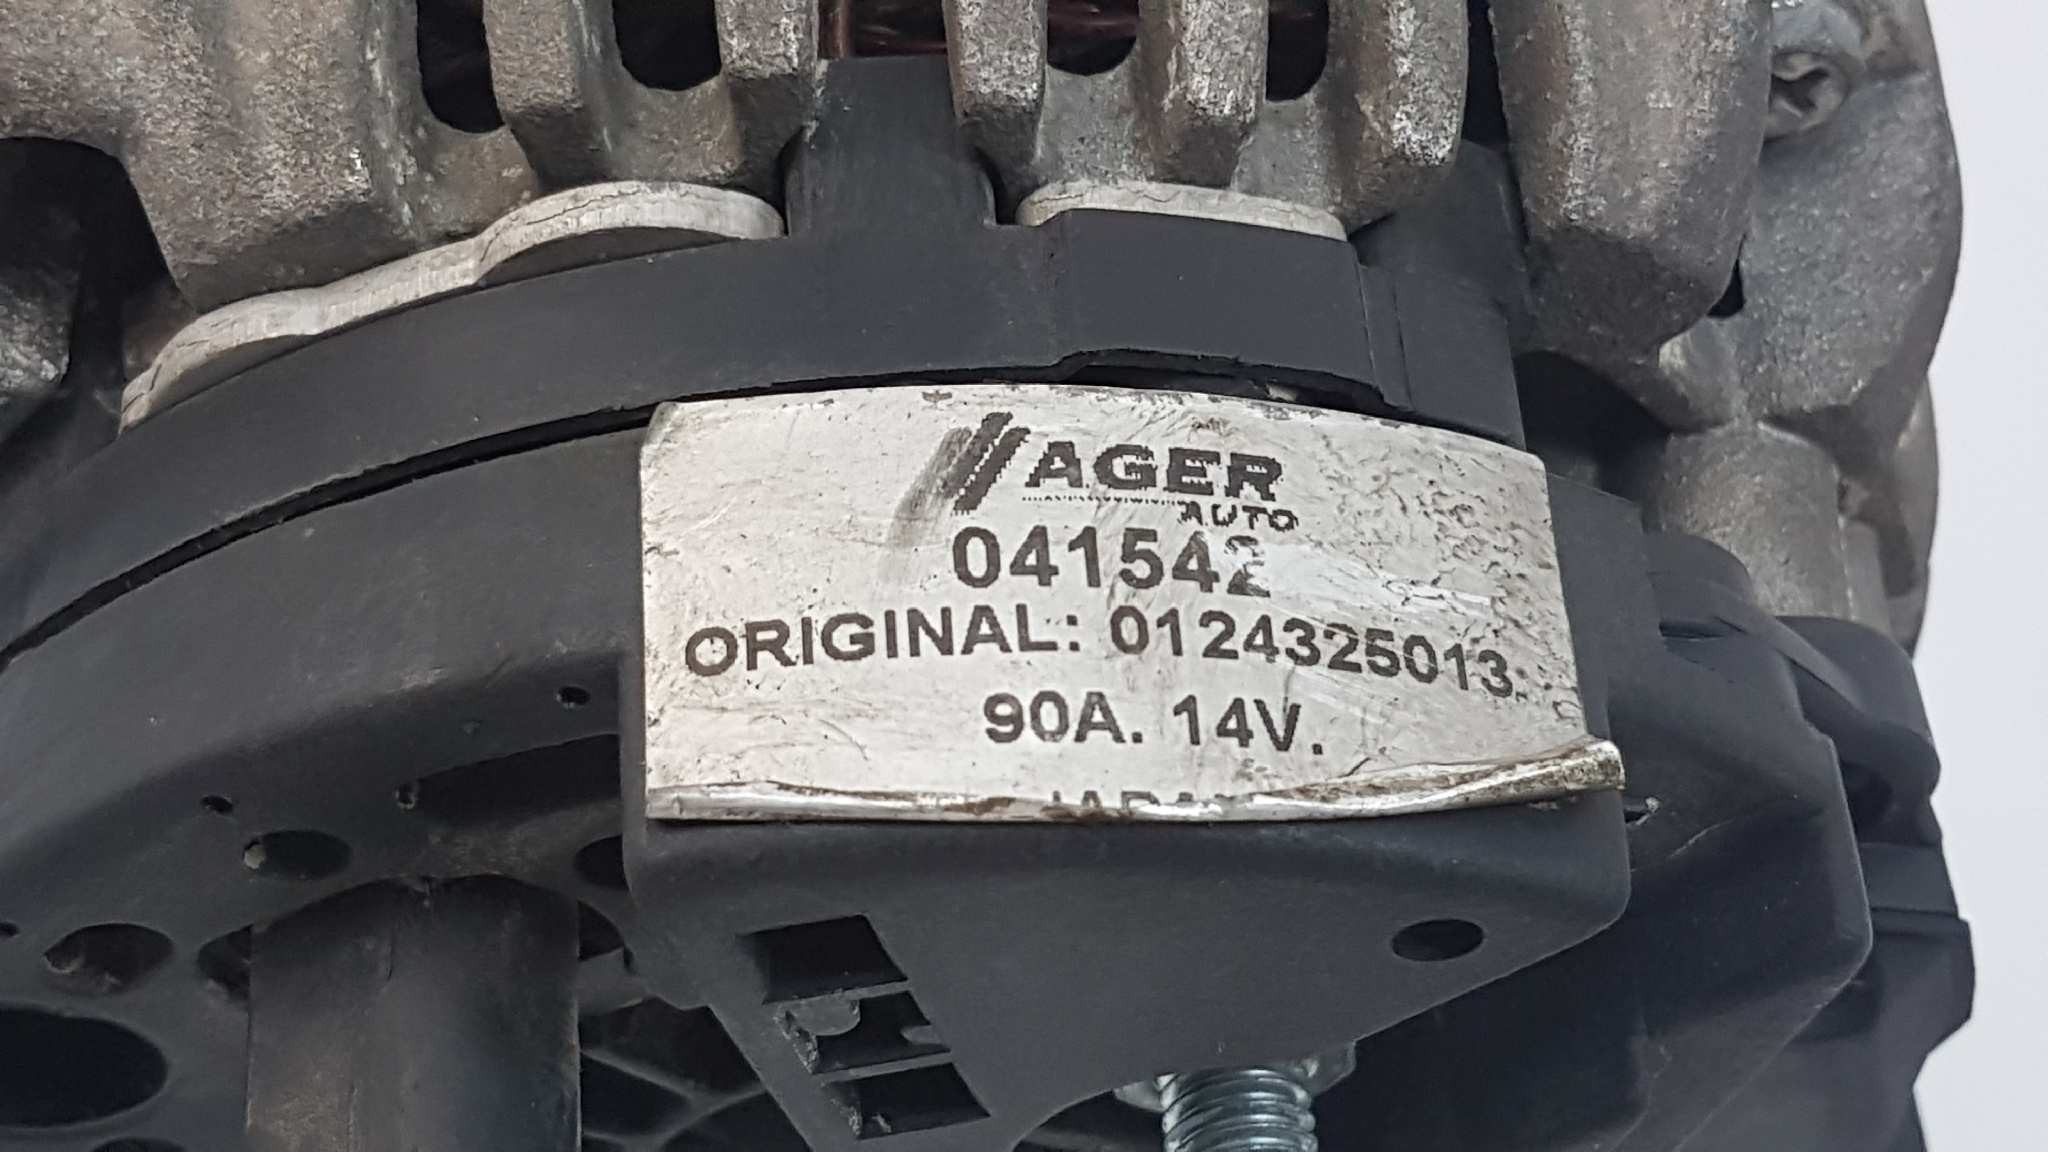 AGER
AUTO
041542
ORIGINAL: 0124325013.
90A. 14V.